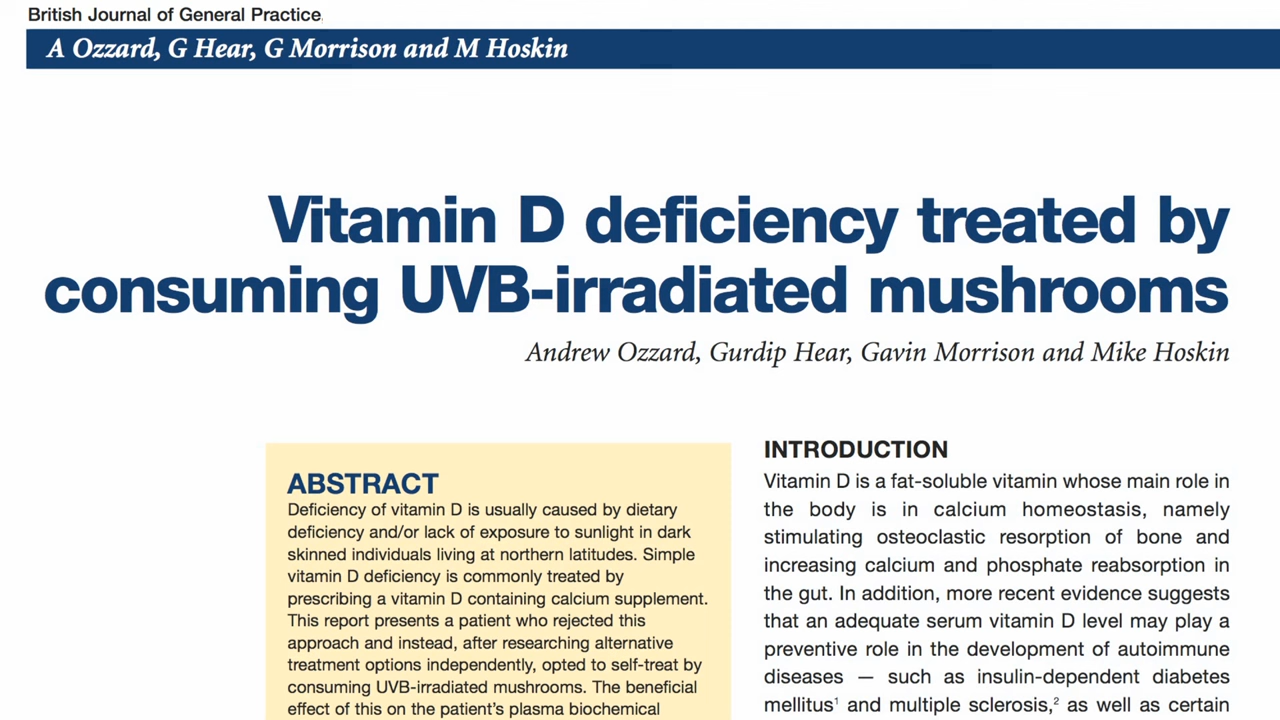 British Journal of General Practice
A Ozzard, G Hear, G Morrison and M Hoskin
Vitamin D deficiency treated by
consuming UVB-irradiated mushrooms
Andrew Ozzard, Gurdip Hear, Gavin Morrison and Mike Hoskin
ABSTRACT
Deficiency of vitamin D is usually caused by dietary
deficiency and/or lack of exposure to sunlight in dark
skinned individuals living at northern latitudes. Simple
vitamin D deficiency is commonly treated by
prescribing a vitamin D containing calcium supplement.
This report presents a patient who rejected this
approach and instead, after researching alternative
treatment options independently, opted to self-treat by
consuming UVB-irradiated mushrooms. The beneficial
effect of this on the patient's plasma biochemical
INTRODUCTION
Vitamin D is a fat-soluble vitamin whose main role in
the body is in calcium homeostasis, namely
stimulating osteoclastic resorption of bone and
increasing calcium and phosphate reabsorption in
the gut. In addition, more recent evidence suggests
that an adequate serum vitamin D level may play a
preventive role in the development of autoimmune
diseases — such as insulin-dependent diabetes
mellitus¹ and multiple sclerosis,² as well as certain